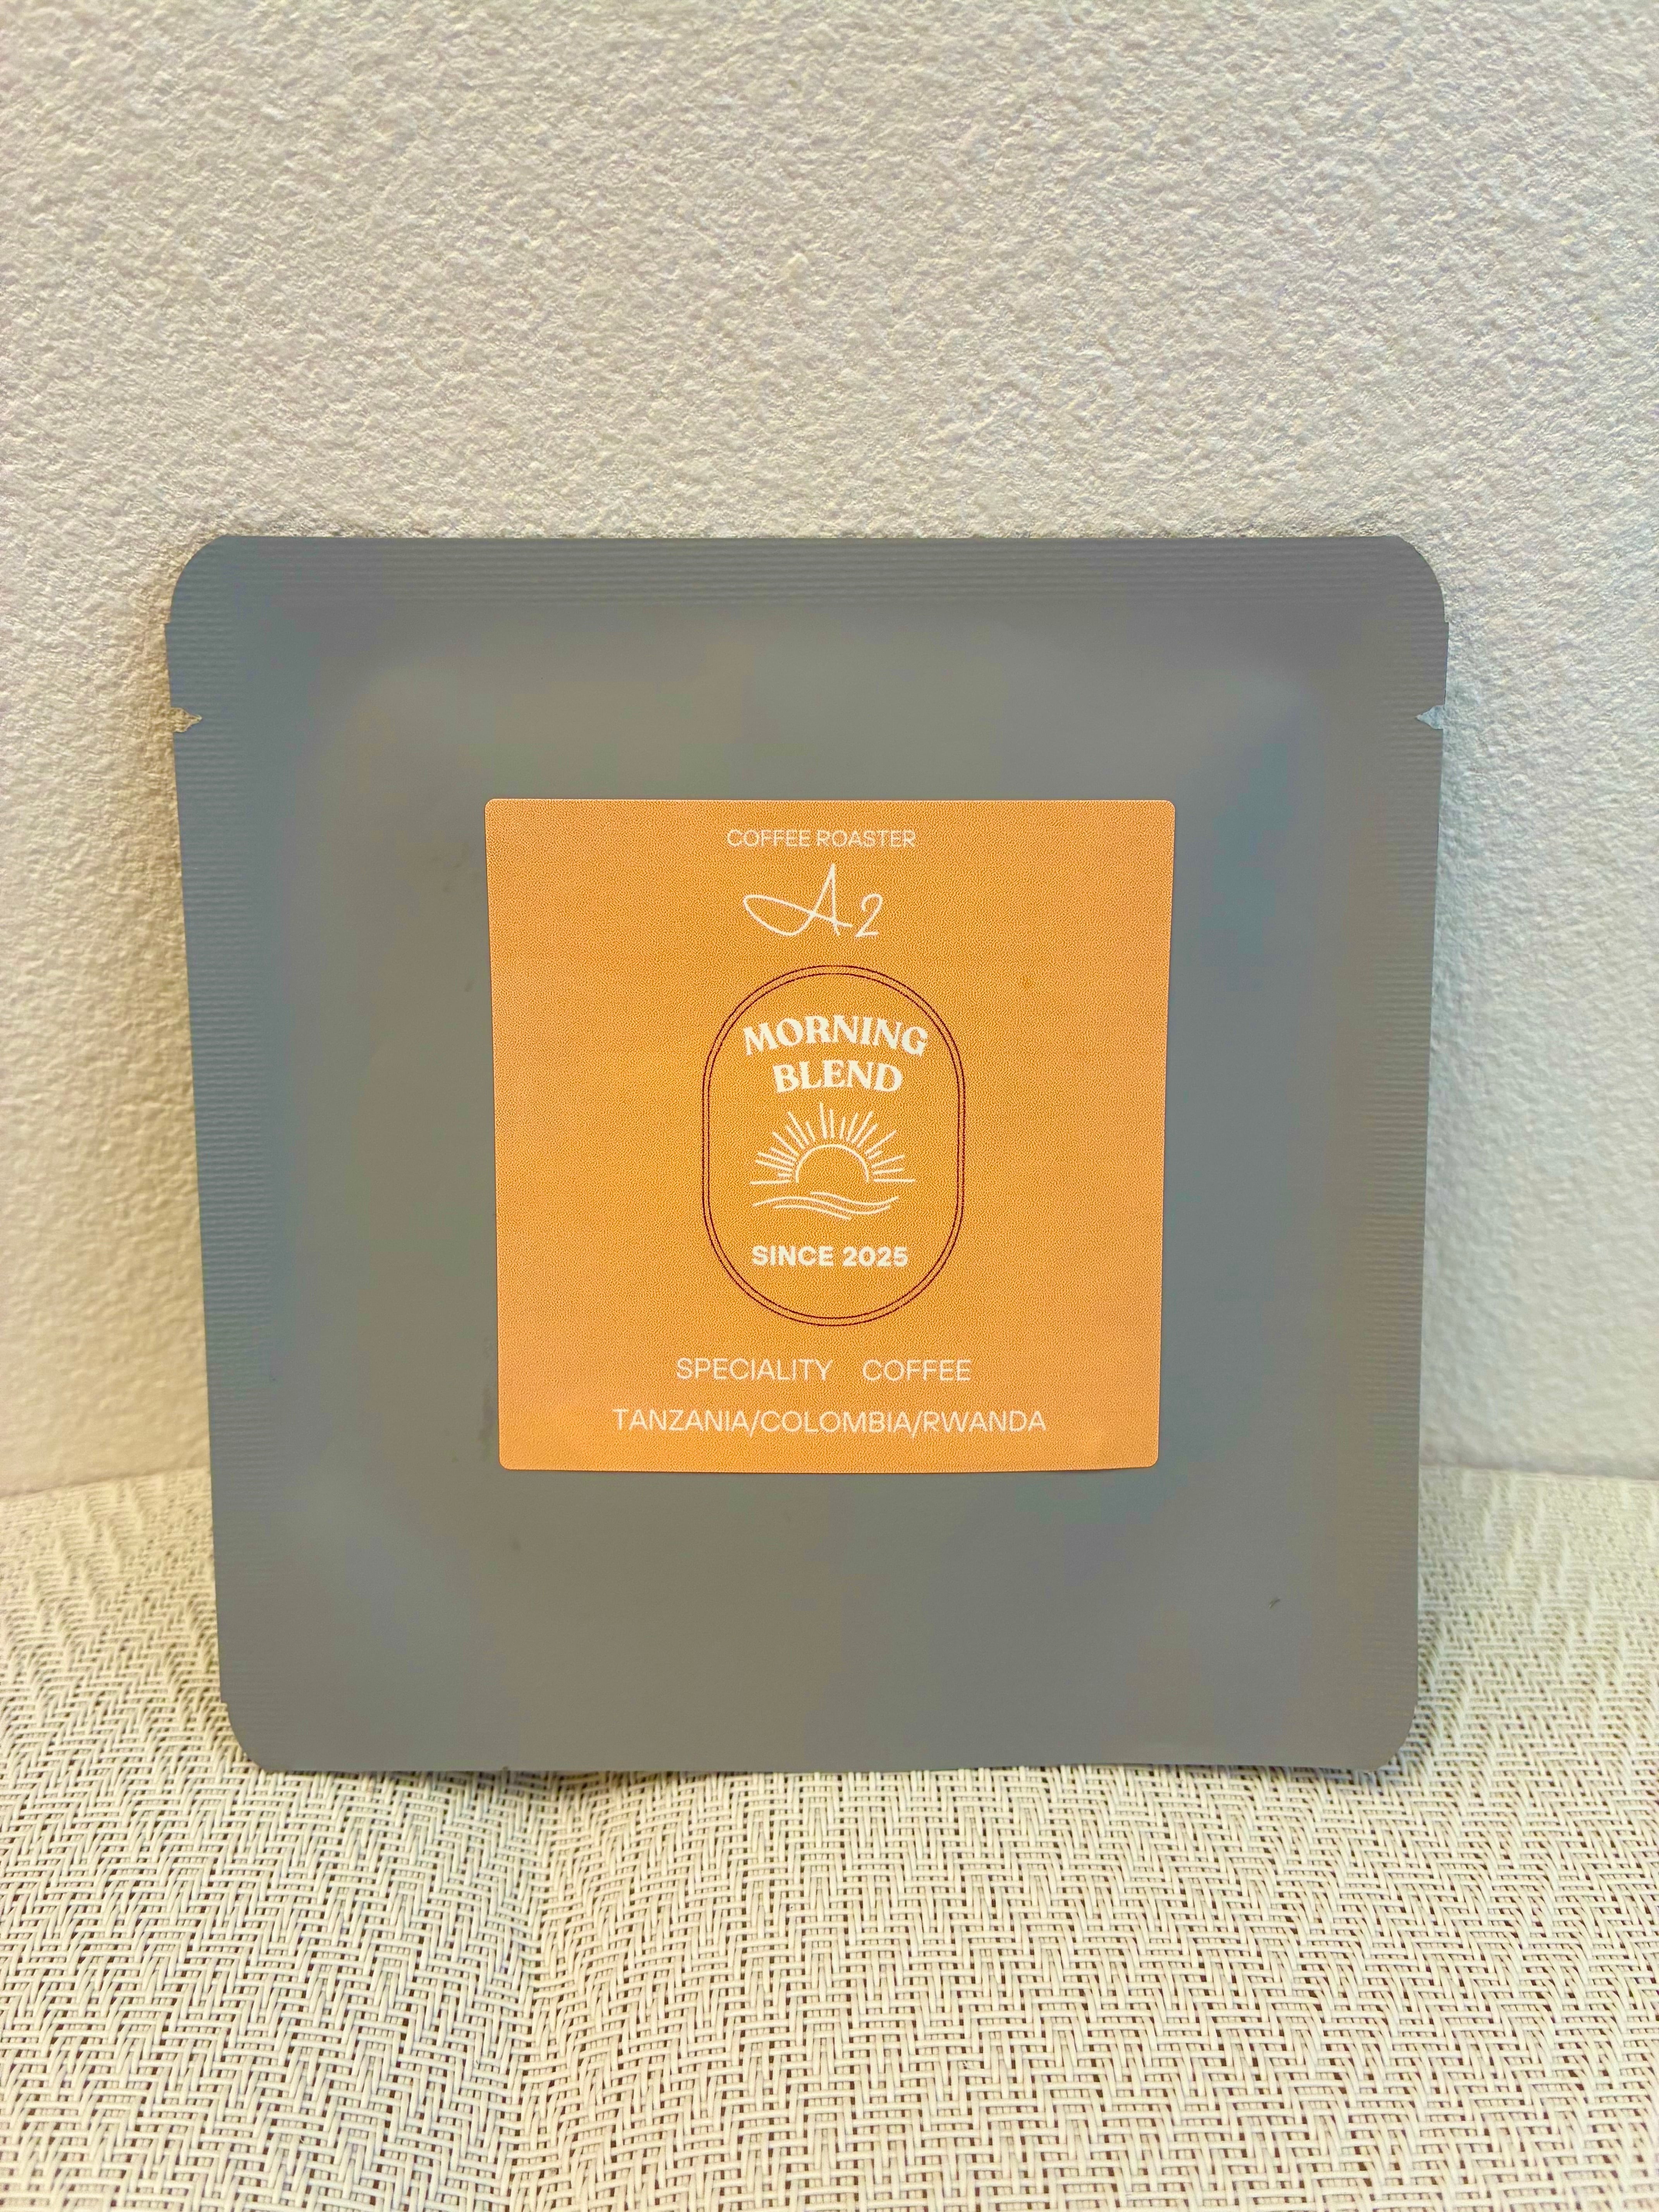 COFFEE ROASTER
A2
MORNING
BLEND
SINCE 2025
SPECIALITY COFFEE
TANZANIA/COLOMBIA/RWANDA